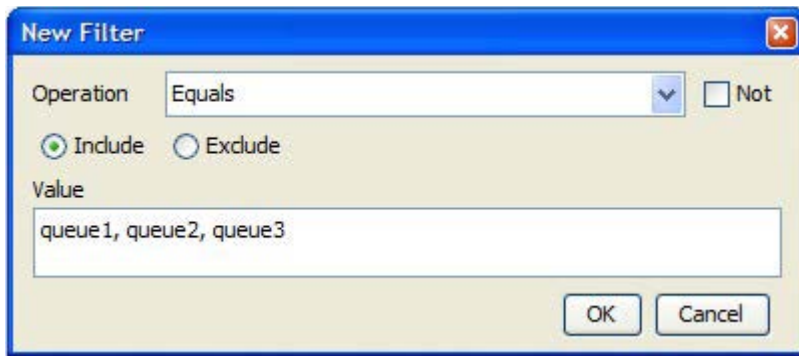 New Filter
Operation Equals Not
Include Exclude
Value
queue1, queue2, queue3
OK Cancel